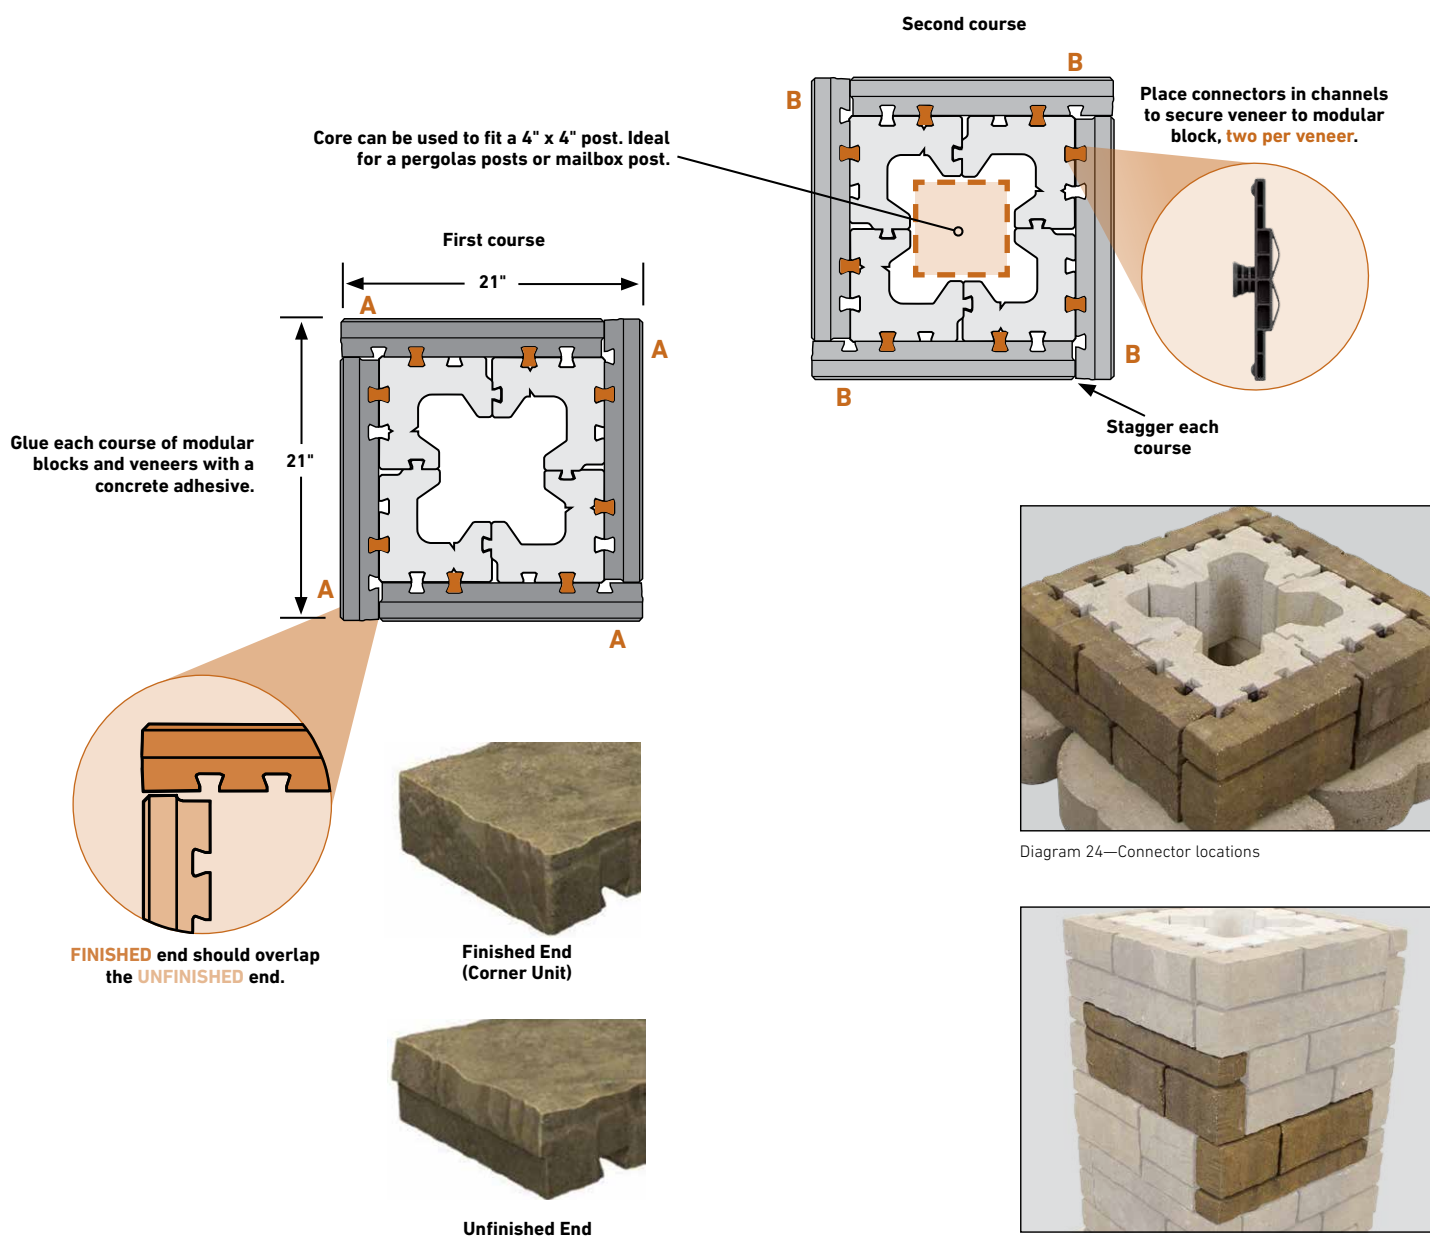 Second course
B
B
Place connectors in channels
to secure veneer to modular
block, two per veneer.
Core can be used to fit a 4" x 4" post. Ideal
for a pergolas posts or mailbox post.
First course
21"
A
A
B
B
Stagger each
course
Glue each course of modular
blocks and veneers with a
concrete adhesive.
21"
A
A
FINISHED end should overlap
the UNFINISHED end.
Finished End
(Corner Unit)
Diagram 24—Connector locations
Unfinished End